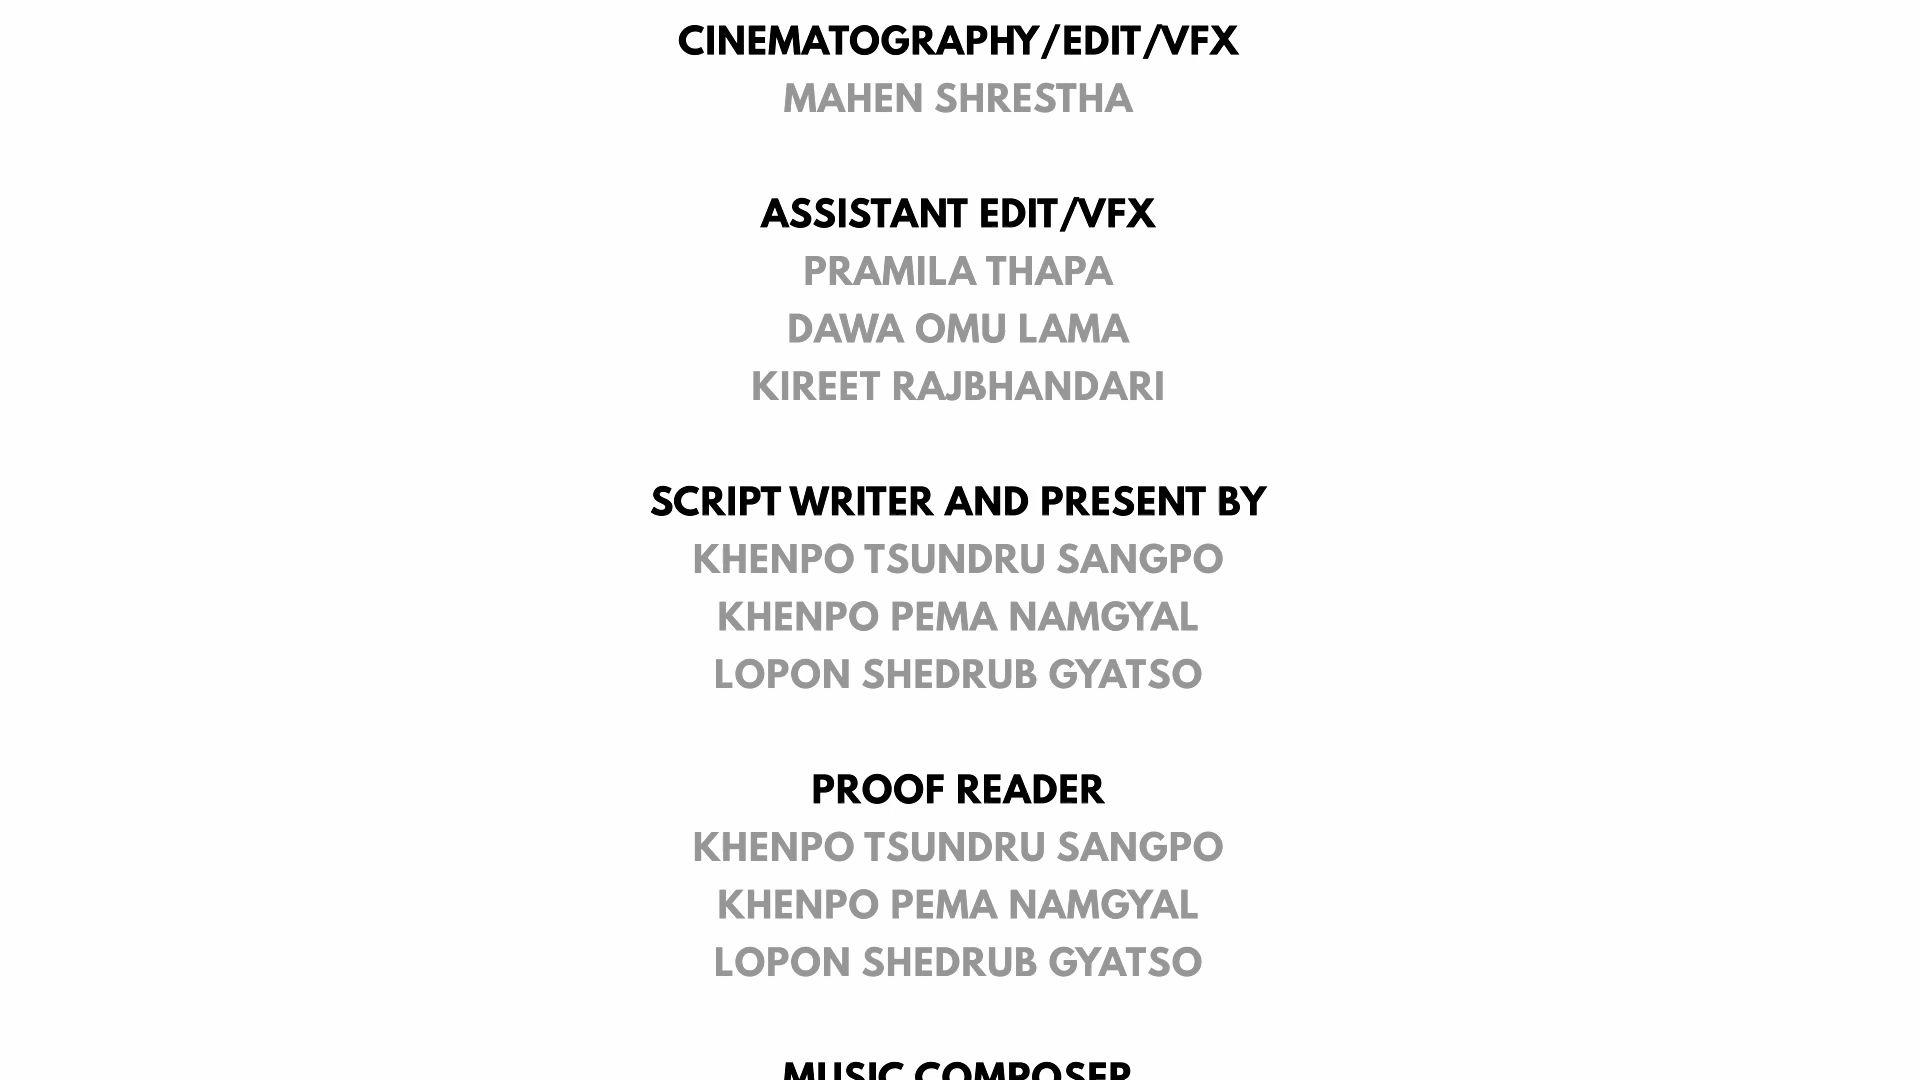 CINEMATOGRAPHY/EDIT/VFX
MAHEN SHRESTHA
ASSISTANT EDIT/VFX
PRAMILA THAPA
DAWA OMU LAMA
KIREET RAJBHANDARI
SCRIPT WRITER AND PRESENT BY
KHENPO TSUNDRU SANGPO
KHENPO PEMA NAMGYAL
LOPON SHEDRUB GYATSO
PROOF READER
KHENPO TSUNDRU SANGPO
KHENPO PEMA NAMGYAL
LOPON SHEDRUB GYATSO
MUSIC COMPOSER